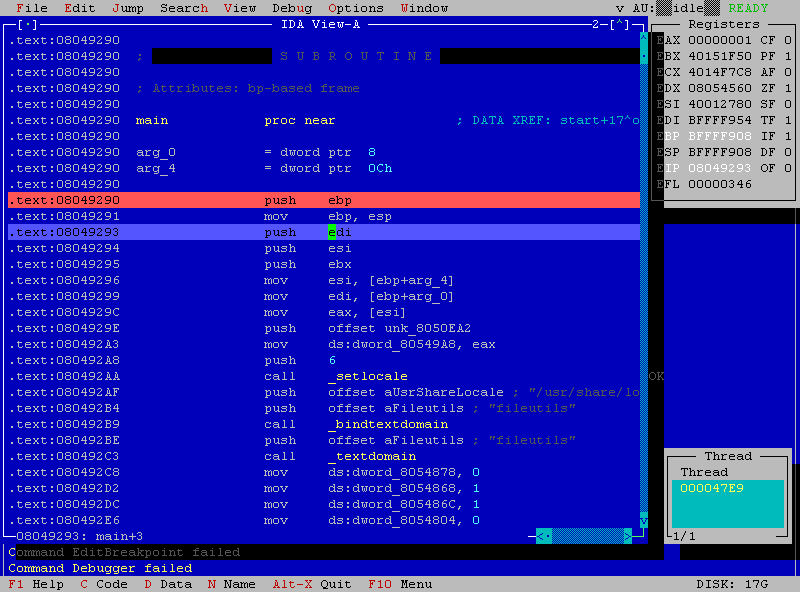 File Edit Jump Search View Debug Options Window v AU: idle READY
[·] IDA View-A 2-[^]
Registers
.text:08049290
EAX 00000001 CF 0
.text:08049290 ; S U B R O U T I N E
EBX 40151F50 PF 1
.text:08049290
ECX 4014F7C8 AF 0
.text:08049290 ; Attributes: bp-based frame
EDX 08054560 ZF 1
.text:08049290
ESI 40012780 SF 0
.text:08049290 main proc near ; DATA XREF: start+17^o
EDI BFFFF954 TF 1
.text:08049290
EBP BFFFF908 IF 1
.text:08049290 arg_0 = dword ptr 8
ESP BFFFF908 DF 0
.text:08049290 arg_4 = dword ptr 0Ch
EIP 08049293 OF 0
.text:08049290
EFL 00000346
.text:08049290 push ebp
.text:08049291 mov ebp, esp
.text:08049293 push edi
.text:08049294 push esi
.text:08049295 push ebx
.text:08049296 mov esi, [ebp+arg_4]
.text:08049299 mov edi, [ebp+arg_0]
.text:0804929C mov eax, [esi]
.text:0804929E push offset unk_8050EA2
.text:080492A3 mov ds:dword_80549A8, eax
.text:080492A8 push 6
.text:080492AA call _setlocale
OK
.text:080492AF push offset aUsrShareLocale ; "/usr/share/lo
.text:080492B4 push offset aFileutils ; "fileutils"
.text:080492B9 call _bindtextdomain
.text:080492BE push offset aFileutils ; "fileutils"
.text:080492C3 call _textdomain
.text:080492C8 mov ds:dword_8054878, 0
.text:080492D2 mov ds:dword_8054868, 1
.text:080492DC mov ds:dword_805486C, 1
.text:080492E6 mov ds:dword_8054804, 0
08049293: main+3
Thread
Thread
000047E9
1/1
Command EditBreakpoint failed
Command Debugger failed
F1 Help C Code D Data N Name Alt-X Quit F10 Menu DISK: 17G